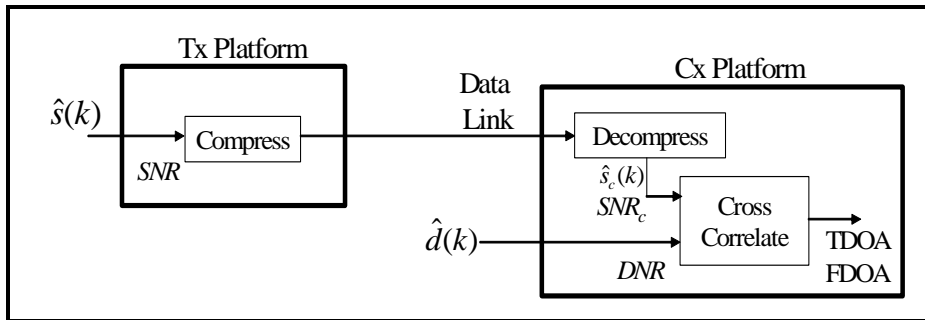 Tx Platform
ŝ(k)
SNR
Compress
Data
Link
Cx Platform
Decompress
ŝ_c(k)
SNR_c
d̂(k)
DNR
Cross
Correlate
TDOA
FDOA